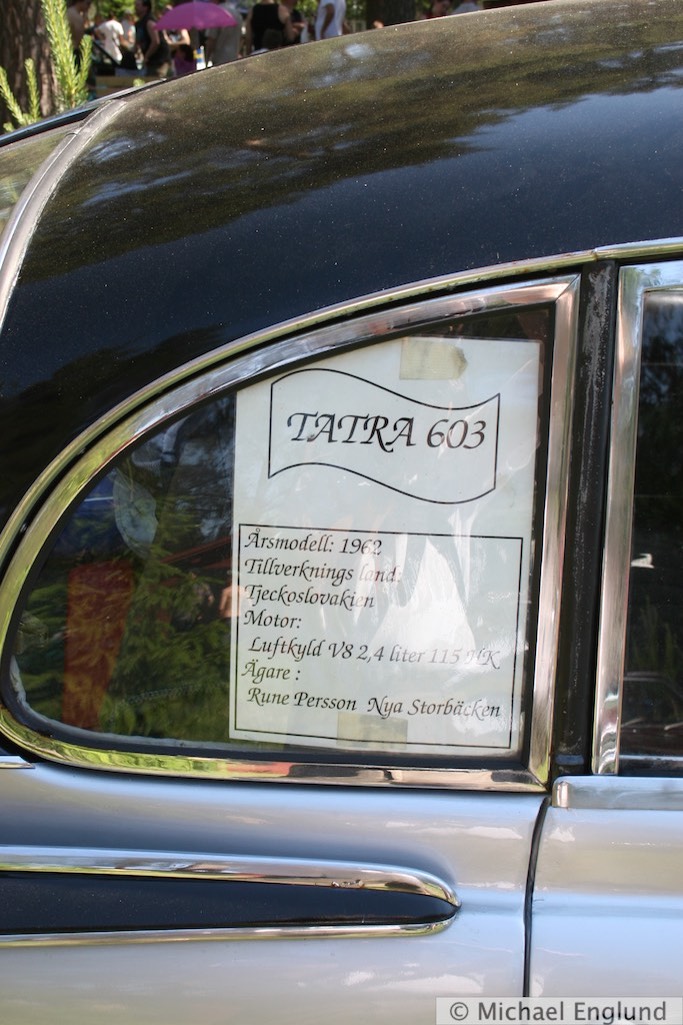 TATRA 603
Årsmodell: 1962
Tillverknings land:
Tjeckoslovakien
Motor:
Luftkyld V8 2,4 liter 115 HK
Ägare :
Rune Persson Nya Storbäcken
© Michael Englund